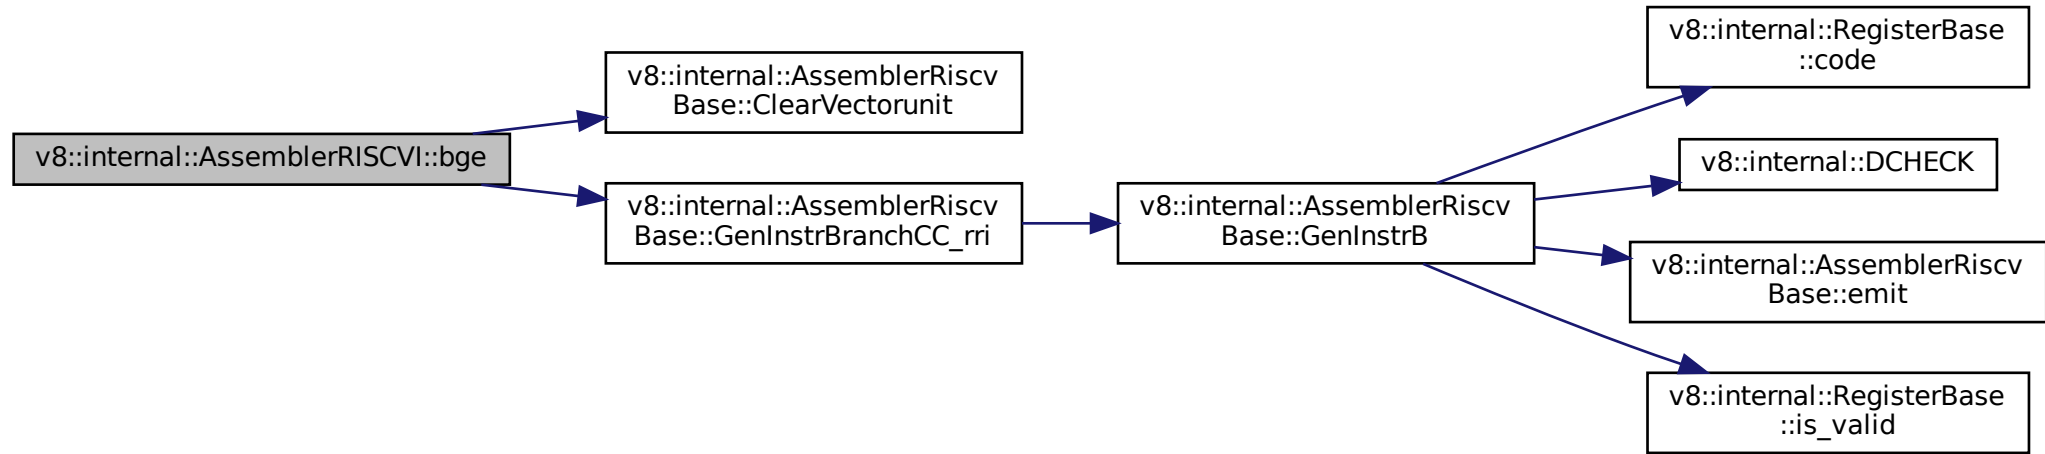 v8::internal::AssemblerRISCVI::bge
v8::internal::AssemblerRiscv
Base::ClearVectorunit
v8::internal::AssemblerRiscv
Base::GenInstrBranchCC_rri
v8::internal::AssemblerRiscv
Base::GenInstrB
v8::internal::RegisterBase
::code
v8::internal::DCHECK
v8::internal::AssemblerRiscv
Base::emit
v8::internal::RegisterBase
::is_valid